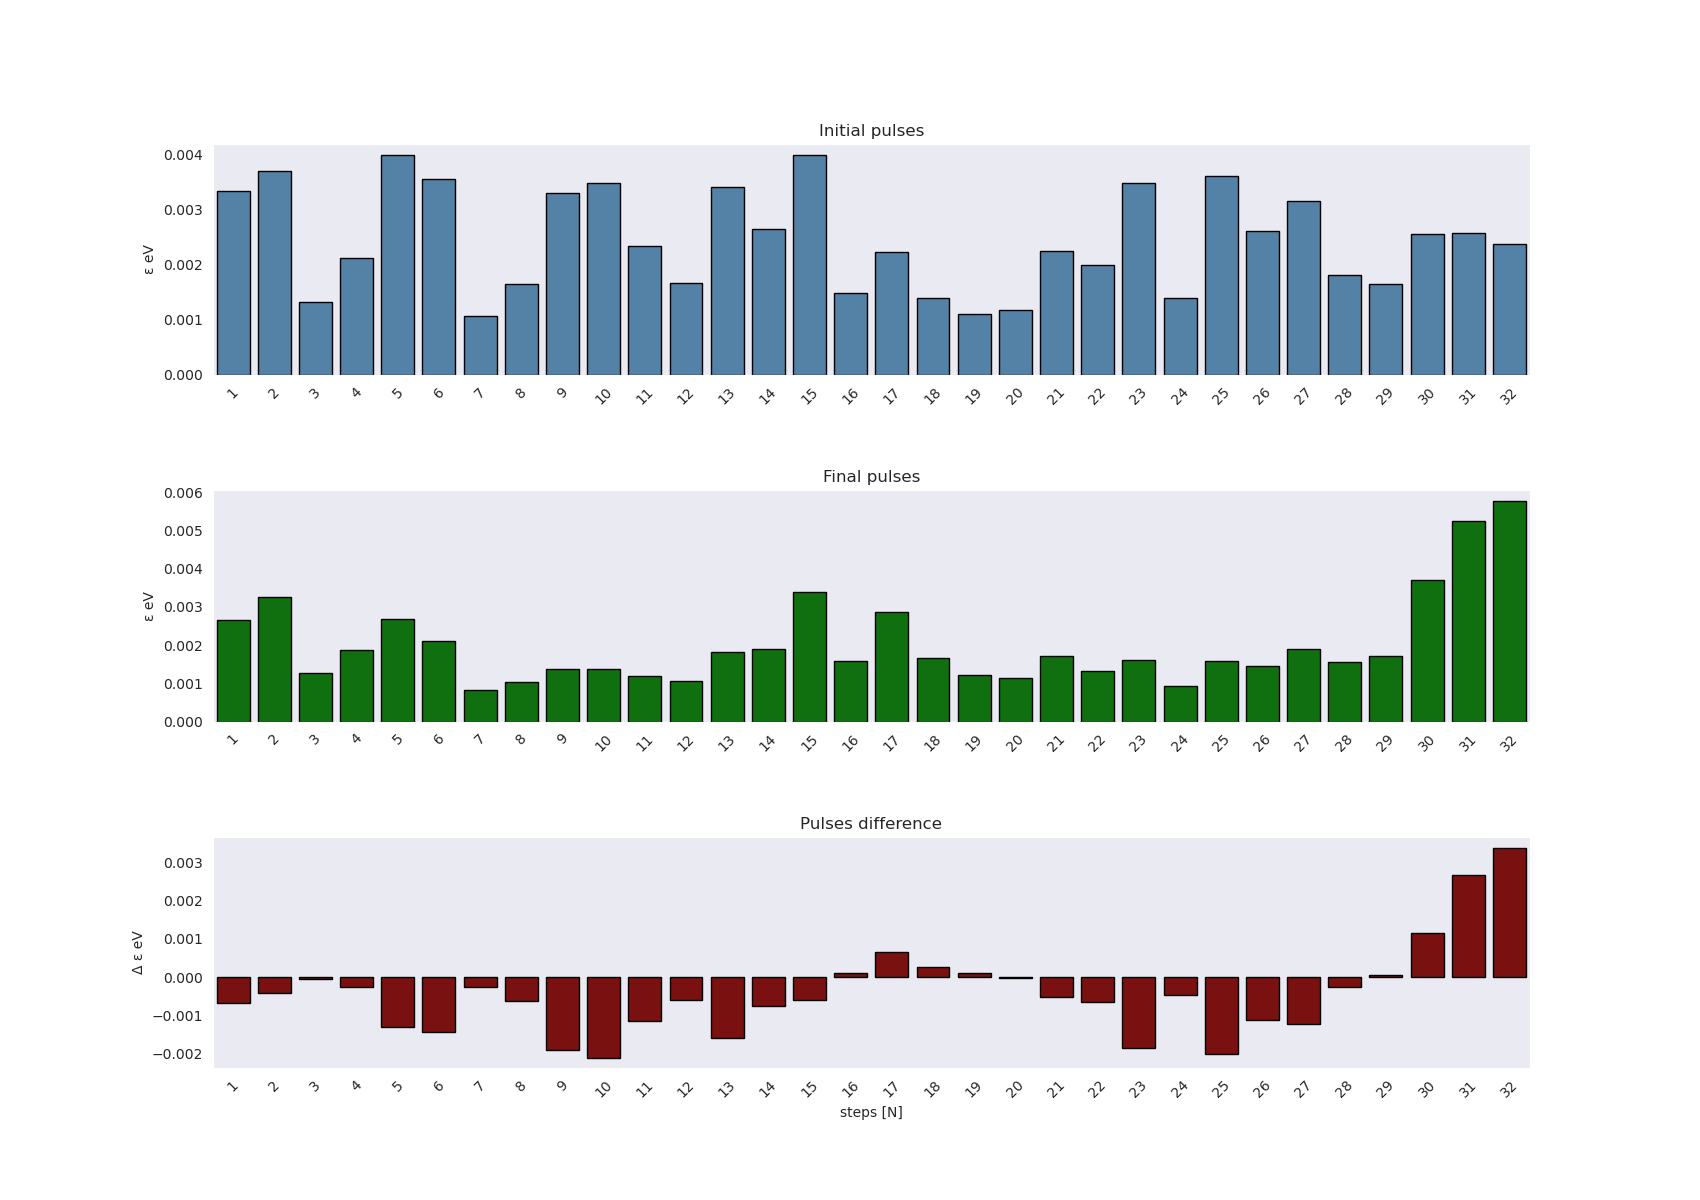 Initial pulses
0.004
0.003
0.002
0.001
0.000
ε eV
1 2 3 4 5 6 7 8 9 10 11 12 13 14 15 16 17 18 19 20 21 22 23 24 25 26 27 28 29 30 31 32
Final pulses
0.006
0.005
0.004
0.003
0.002
0.001
0.000
ε eV
1 2 3 4 5 6 7 8 9 10 11 12 13 14 15 16 17 18 19 20 21 22 23 24 25 26 27 28 29 30 31 32
Pulses difference
0.003
0.002
0.001
0.000
−0.001
−0.002
Δ ε eV
1 2 3 4 5 6 7 8 9 10 11 12 13 14 15 16 17 18 19 20 21 22 23 24 25 26 27 28 29 30 31 32
steps [N]